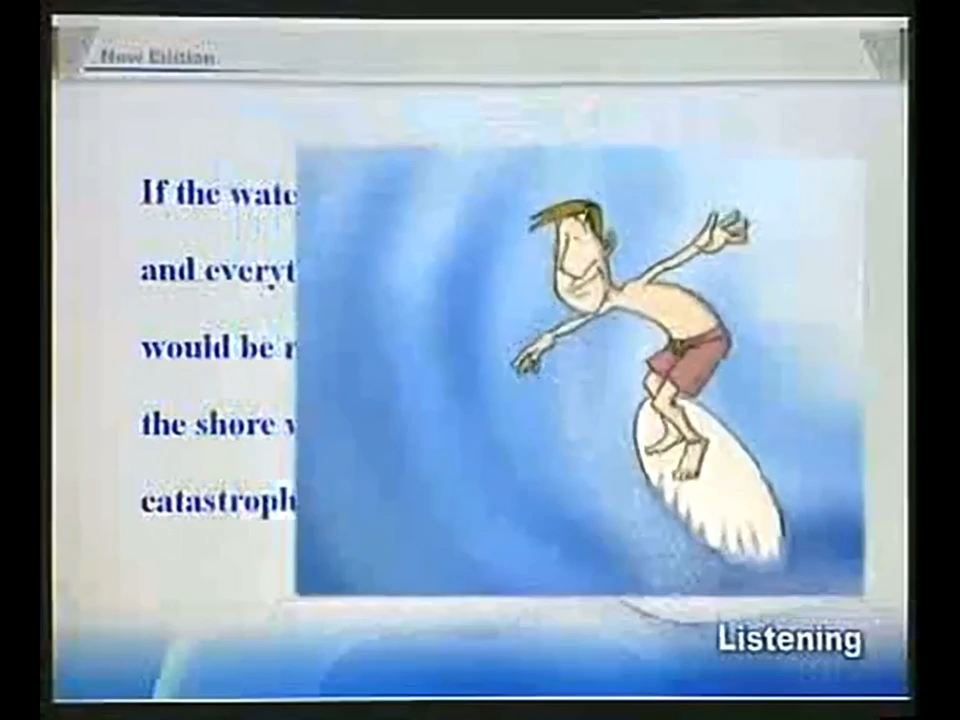 New Edition
If the wate
and everyt
would be
the shore
catastroph
Listening